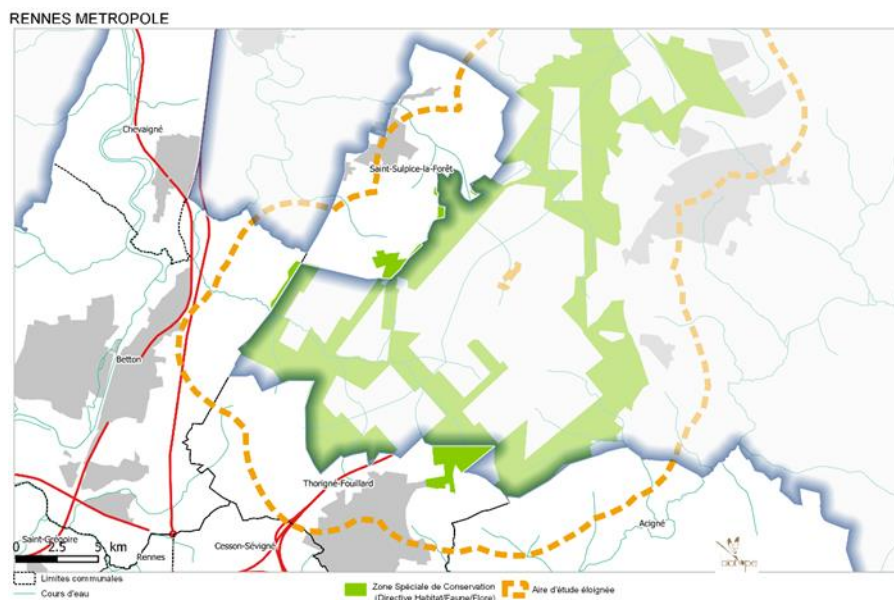 RENNES METROPOLE
Chevaigné
Saint-Sulpice-la-Forêt
Betton
Thorigné-Fouillard
Acigné
Saint-Grégoire
Rennes
Cesson-Sévigné
0 2.5 5 km
Limites communales
Cours d'eau
Zone Spéciale de Conservation
(Directive Habitat/Faune/Flore)
Aire d'étude éloignée
biotope